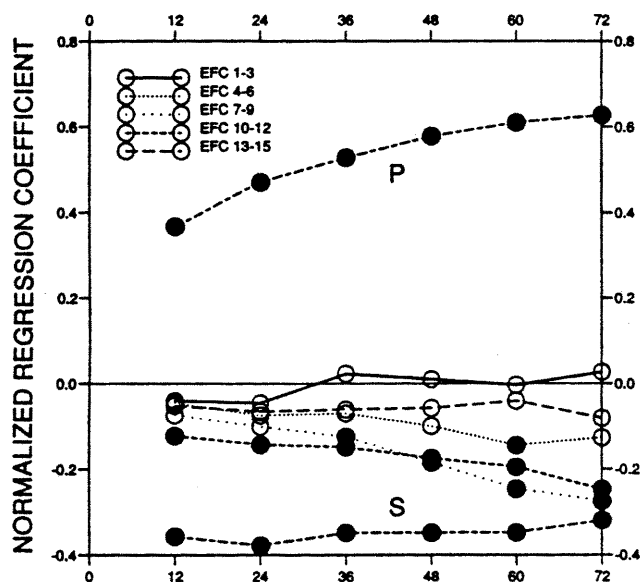 0 12 24 36 48 60 72
0.8 0.8
EFC 1-3
EFC 4-6
EFC 7-9
EFC 10-12
EFC 13-15
0.6 0.6
P
0.4 0.4
0.2 0.2
0.0 0.0
-0.2 -0.2
S
-0.4 -0.4
0 12 24 36 48 60 72
NORMALIZED REGRESSION COEFFICIENT